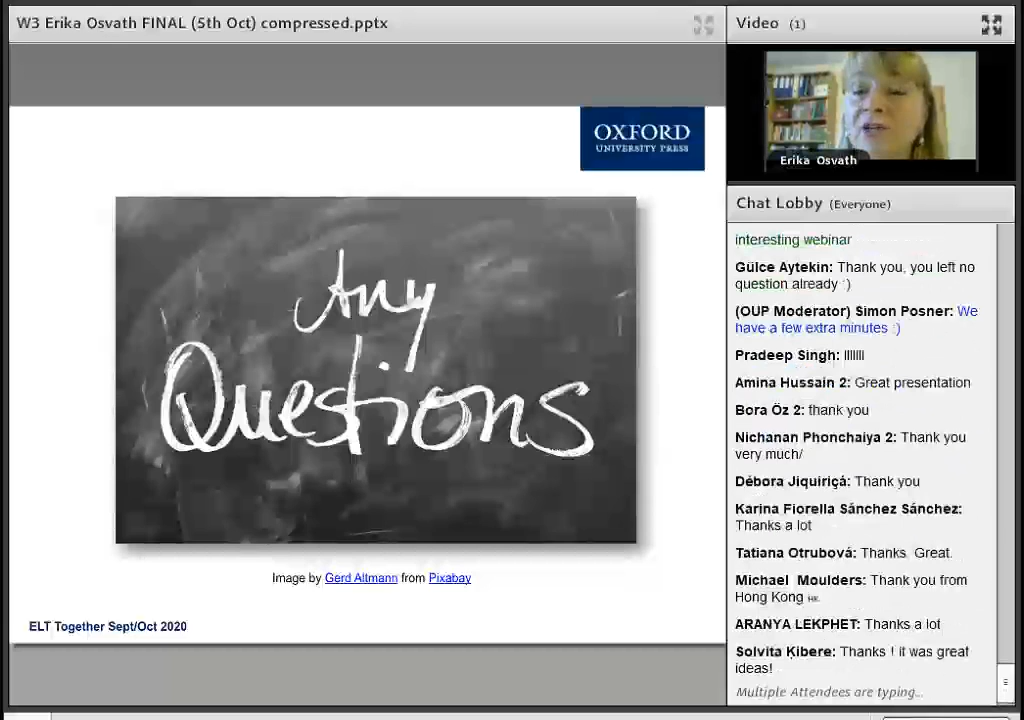 W3 Erika Osvath FINAL (5th Oct) compressed.pptx
OXFORD
UNIVERSITY PRESS
Any
Questions
Image by Gerd Altmann from Pixabay
ELT Together Sept/Oct 2020
Video (1)
Erika Osvath
Chat Lobby (Everyone)
interesting webinar
Gülce Aytekin: Thank you, you left no
question already :)
(OUP Moderator) Simon Posner: We
have a few extra minutes :)
Pradeep Singh: lllllll
Amina Hussain 2: Great presentation
Bora Öz 2: thank you
Nichanan Phonchaiya 2: Thank you
very much/
Débora Jiquiriçá: Thank you
Karina Fiorella Sánchez Sánchez:
Thanks a lot
Tatiana Otrubová: Thanks. Great.
Michael Moulders: Thank you from
Hong Kong HK
ARANYA LEKPHET: Thanks a lot
Solvita Ķibere: Thanks ! it was great
ideas!
Multiple Attendees are typing...